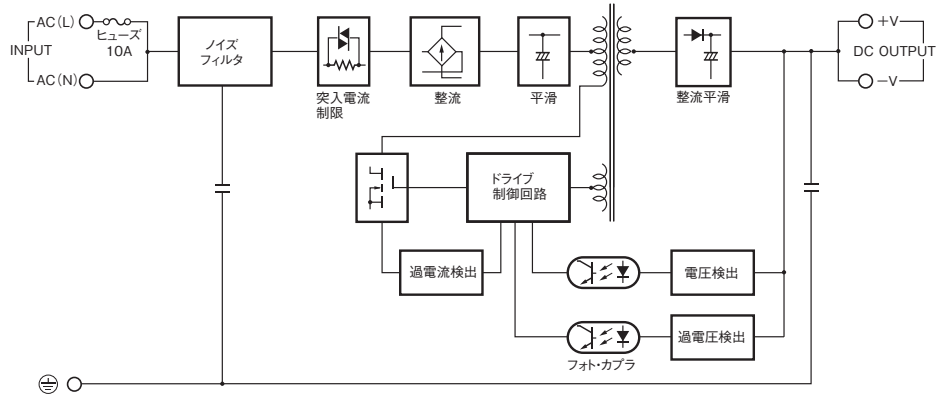 AC(L)
ヒューズ
10A
INPUT
AC(N)
ノイズ
フィルタ
突入電流
制限
整流
平滑
整流平滑
+V
DC OUTPUT
−V
ドライブ
制御回路
過電流検出
電圧検出
過電圧検出
フォト・カプラ